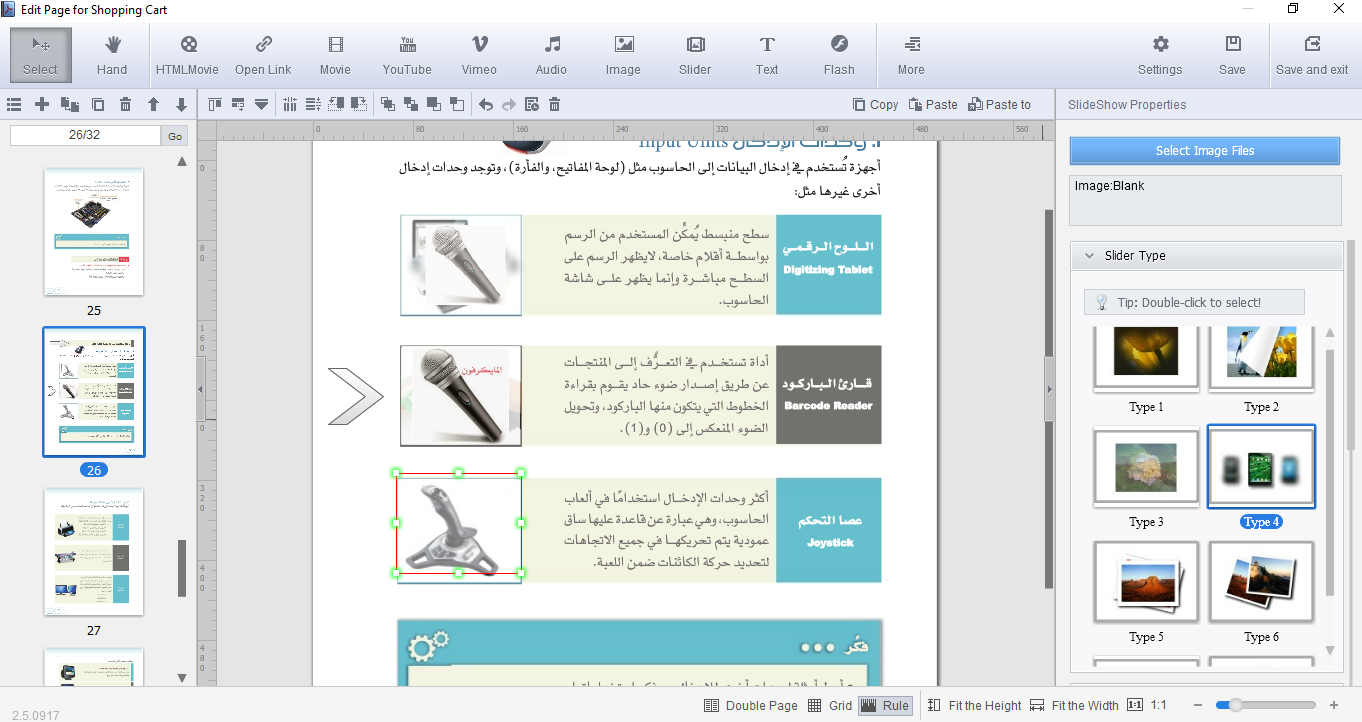 Edit Page for Shopping Cart
Select
Hand
HTMLMovie
Open Link
Movie
YouTube
Vimeo
Audio
Image
Slider
Text
Flash
More
Settings
Save
Save and exit
Copy
Paste
Paste to
SlideShow Properties
26/32
Go
0 80 160 240 320 400 480 560
25
26
27
1. وحدات الإدخال Input Units
أجهزة تُستخدم في إدخال البيانات إلى الحاسوب مثل (لوحة المفاتيح، والفأرة)، وتوجد وحدات إدخال
أخرى غيرها مثل:
اللوح الرقمي
Digitizing Tablet
سطح منبسط يُمكِّن المستخدم من الرسم
بواسطة أقلام خاصة، لايظهر الرسم على
السطح مباشرة وإنما يظهر على شاشة
الحاسوب.
قارئ الباركود
Barcode Reader
أداة تستخدم في التعرُّف إلى المنتجات
عن طريق إصدار ضوء حاد يقوم بقراءة
الخطوط التي يتكون منها الباركود، وتحويل
الضوء المنعكس إلى (0) و(1).
المايكرفون
عصا التحكم
Joystick
أكثر وحدات الإدخال استخدامًا في ألعاب
الحاسوب، وهي عبارة عن قاعدة عليها ساق
عمودية يتم تحريكها في جميع الاتجاهات
لتحديد حركة الكائنات ضمن اللعبة.
فكّر
Select Image Files
Image:Blank
Slider Type
Tip: Double-click to select!
Type 1
Type 2
Type 3
Type 4
Type 5
Type 6
2.5.0917
Double Page
Grid
Rule
Fit the Height
Fit the Width
1:1